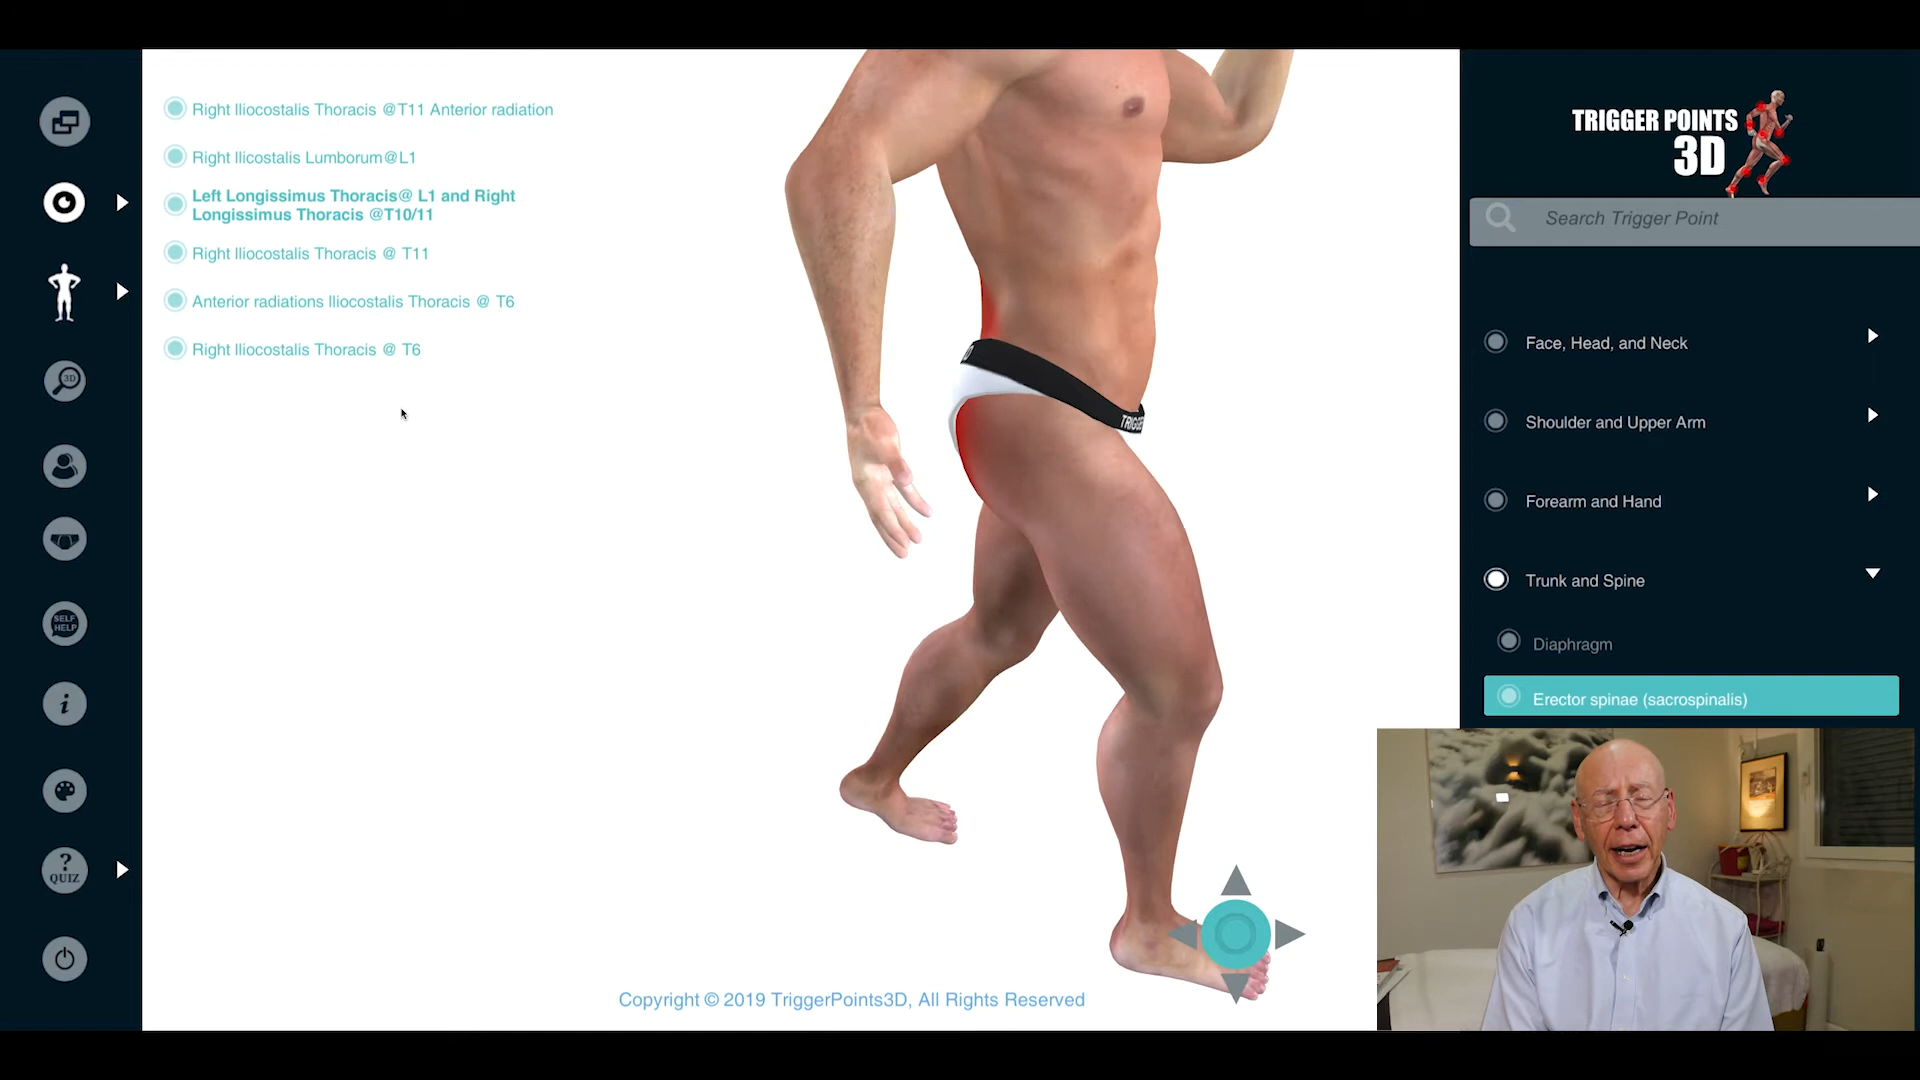 Right Iliocostalis Thoracis @T11 Anterior radiation
Right Ilicostalis Lumborum@L1
Left Longissimus Thoracis@ L1 and Right
Longissimus Thoracis @T10/11
Right Iliocostalis Thoracis @ T11
Anterior radiations Iliocostalis Thoracis @ T6
Right Iliocostalis Thoracis @ T6
3D
SELF
HELP
i
?
QUIZ
TRIGGE
Copyright © 2019 TriggerPoints3D, All Rights Reserved
TRIGGER POINTS
3D
Search Trigger Point
Face, Head, and Neck
Shoulder and Upper Arm
Forearm and Hand
Trunk and Spine
Diaphragm
Erector spinae (sacrospinalis)